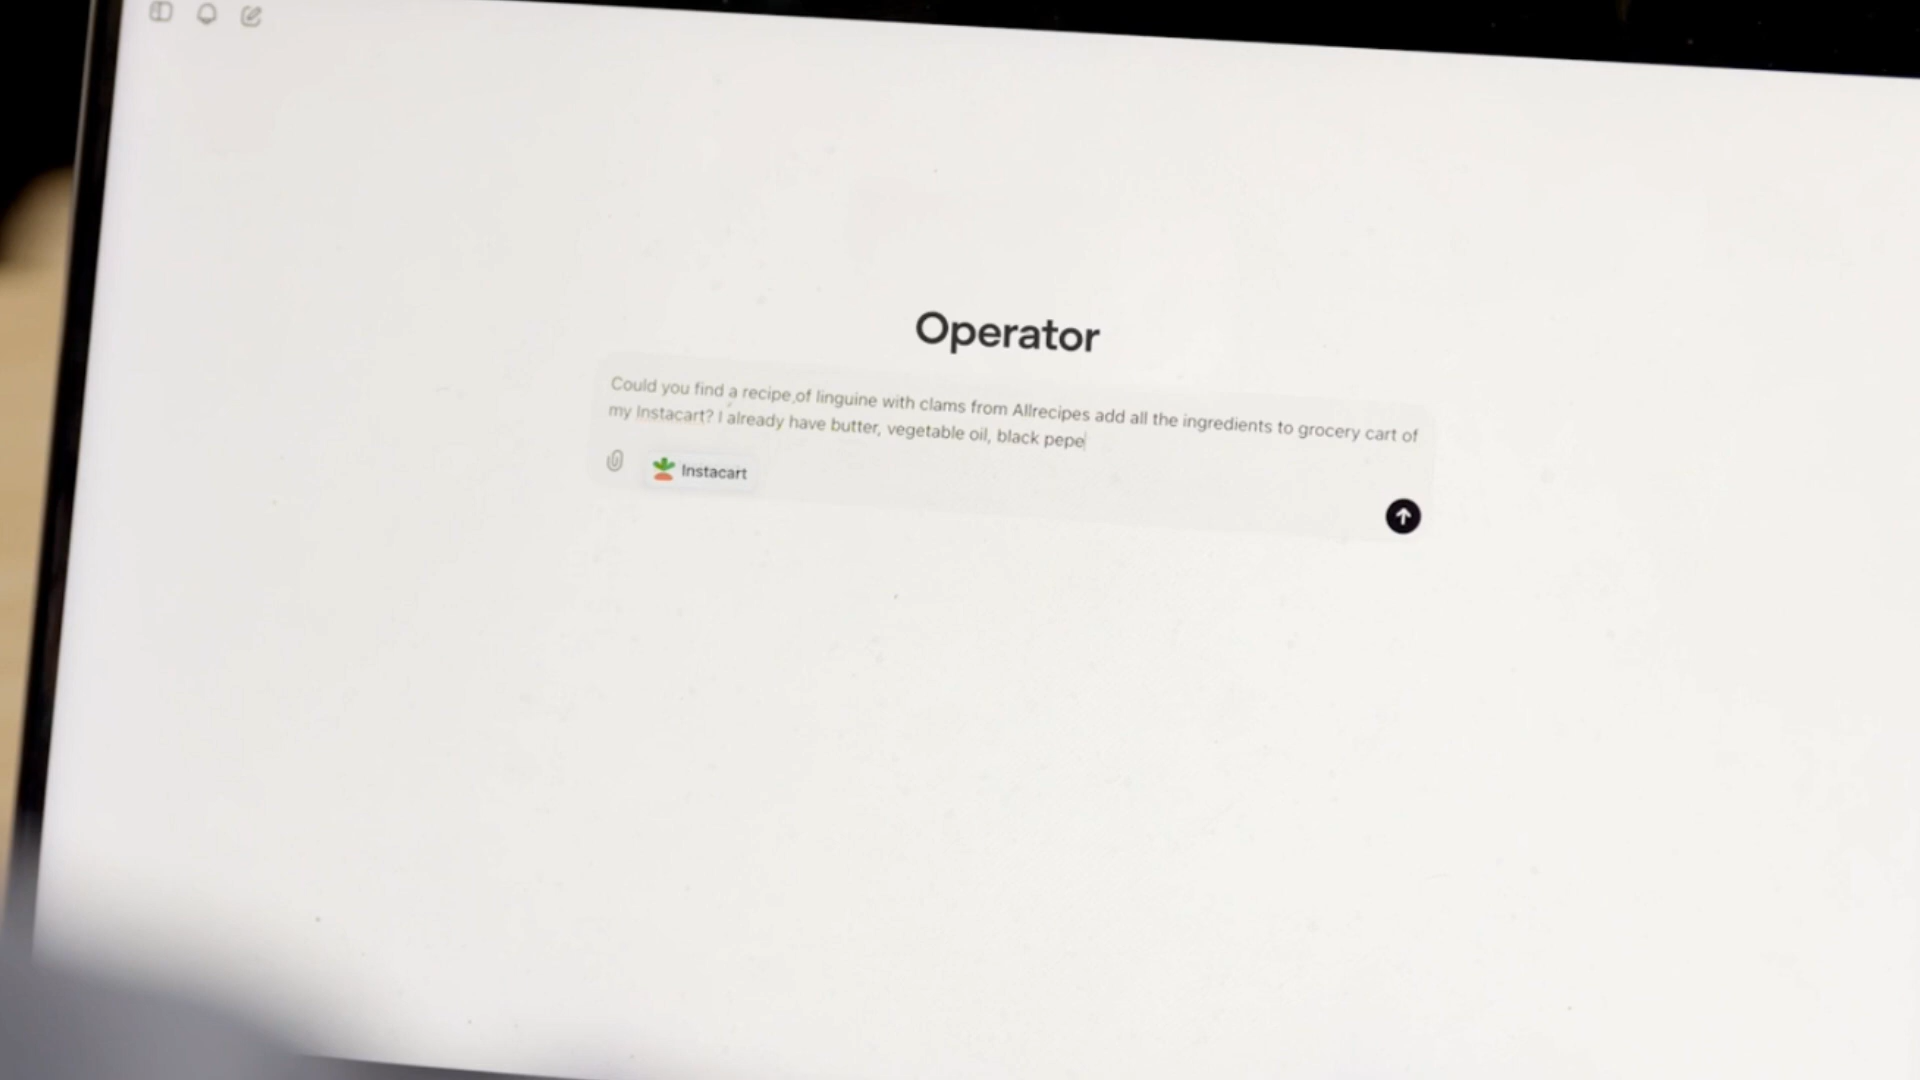 Operator
Could you find a recipe of linguine with clams from Allrecipes add all the ingredients to grocery cart of
my Instacart? I already have butter, vegetable oil, black pepe
Instacart